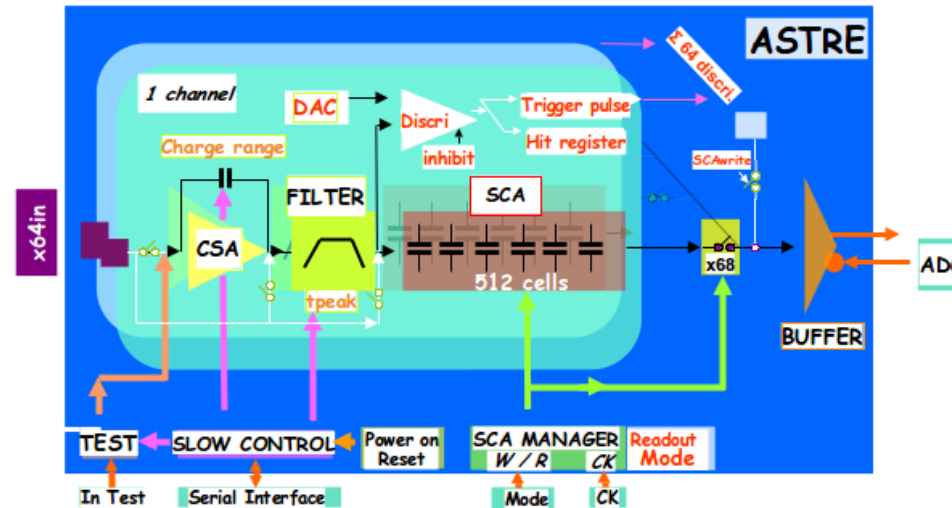 ASTRE
Σ 64 discri.
1 channel
DAC
Discri
Trigger pulse
Hit register
inhibit
Charge range
SCAwrite
x64in
FILTER
SCA
CSA
512 cells
x68
tpeak
BUFFER
TEST
SLOW CONTROL
Power on
Reset
SCA MANAGER
W / R
CK
Readout
Mode
In Test
Serial Interface
Mode
CK